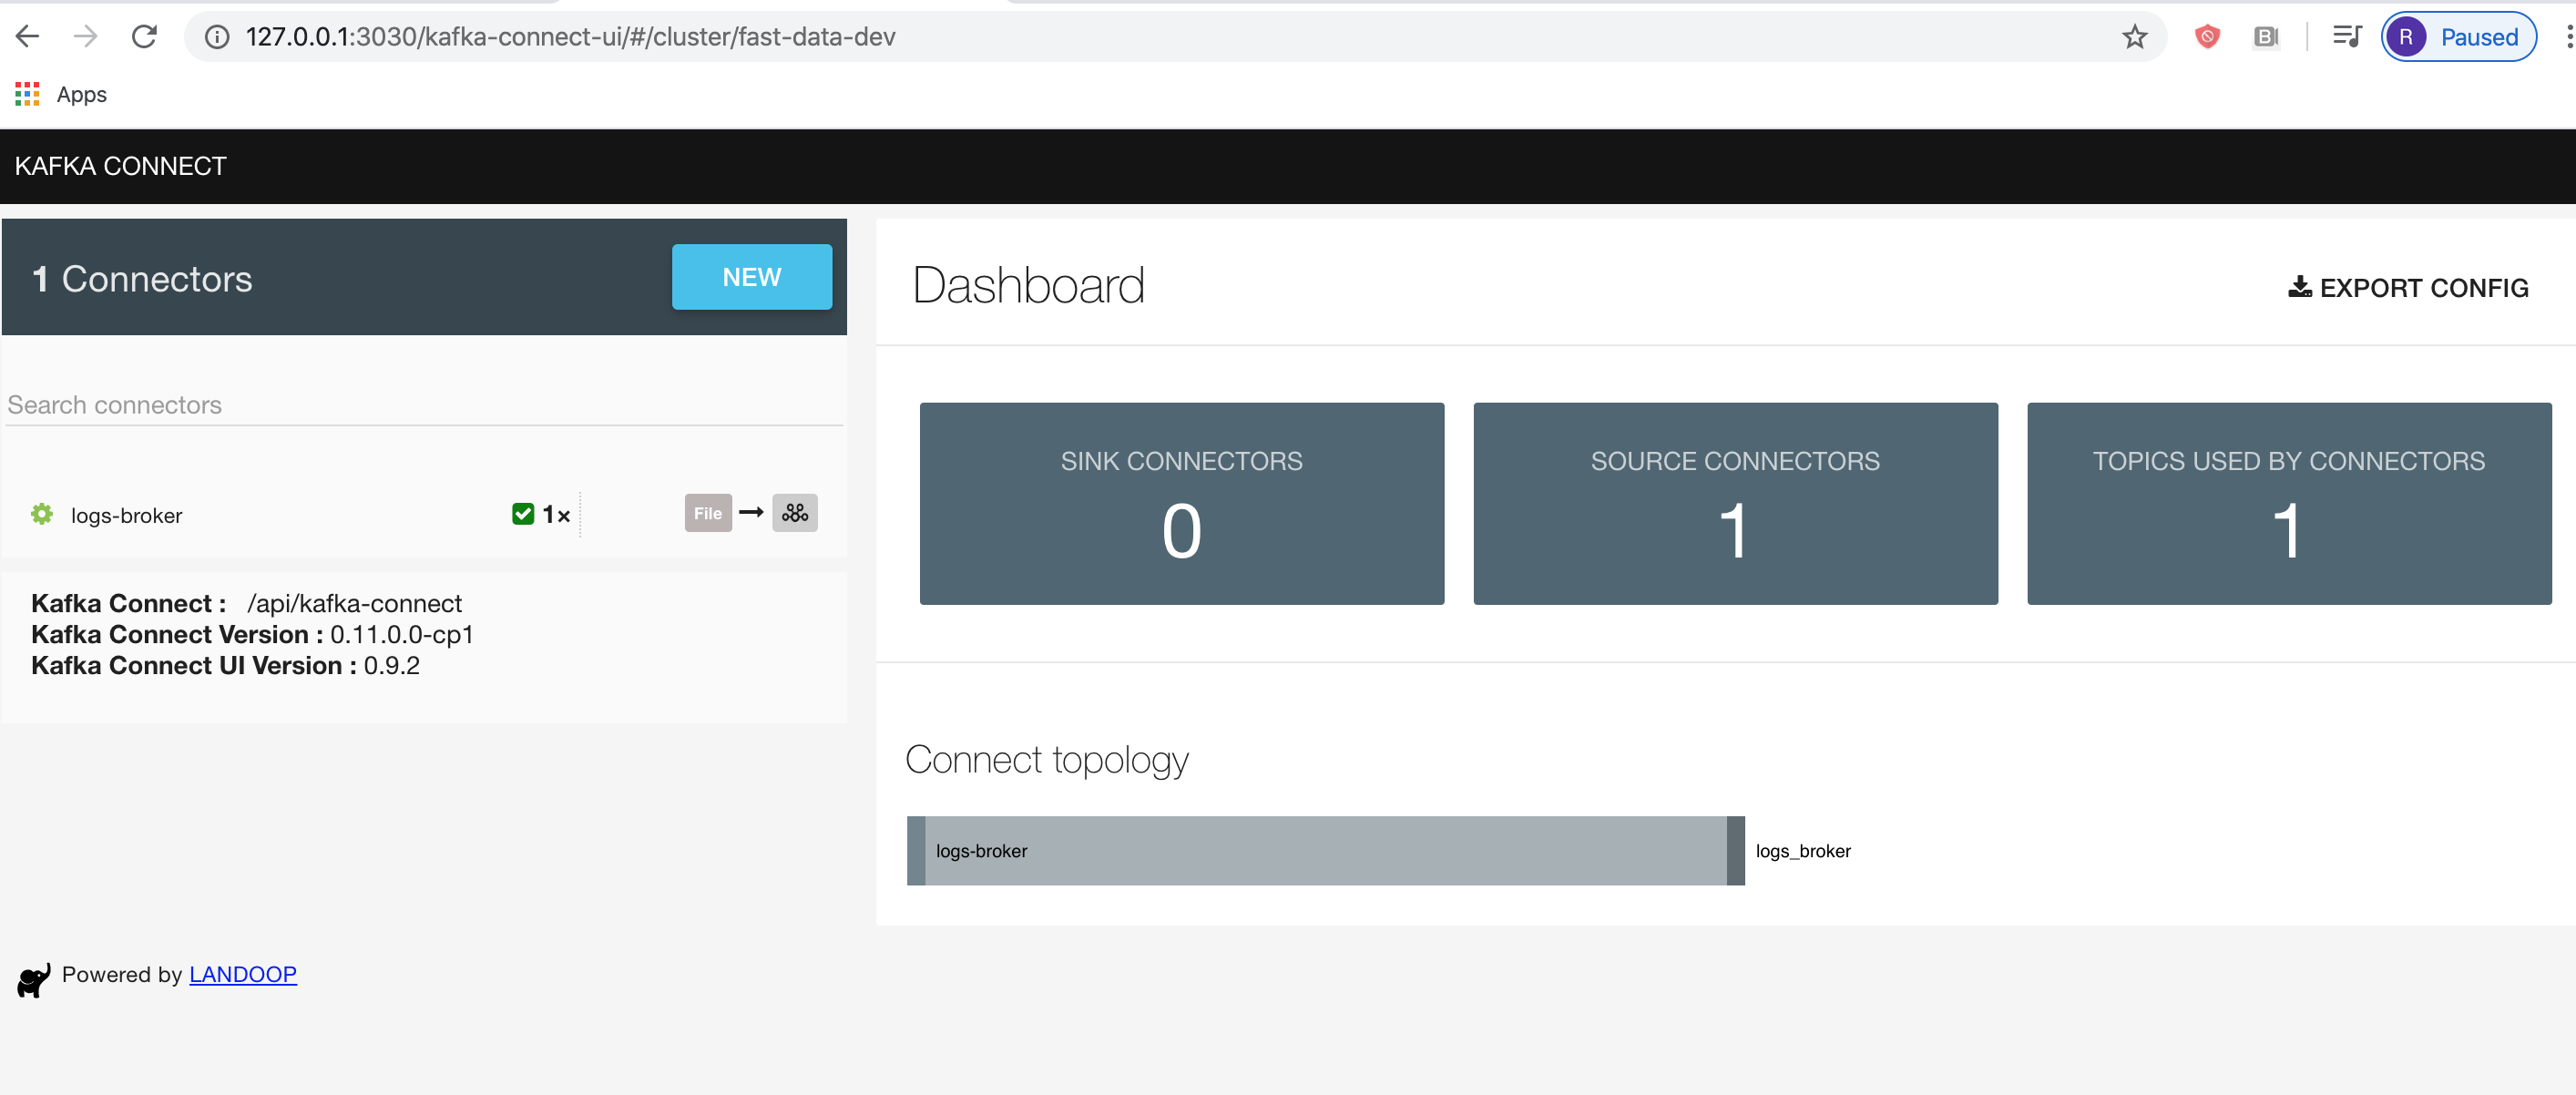 127.0.0.1:3030/kafka-connect-ui/#/cluster/fast-data-dev
B
R
Paused
Apps
KAFKA CONNECT
1 Connectors
NEW
Search connectors
logs-broker
1×
File
Kafka Connect : /api/kafka-connect
Kafka Connect Version : 0.11.0.0-cp1
Kafka Connect UI Version : 0.9.2
Powered by LANDOOP
Dashboard
EXPORT CONFIG
SINK CONNECTORS
0
SOURCE CONNECTORS
1
TOPICS USED BY CONNECTORS
1
Connect topology
logs-broker
logs_broker